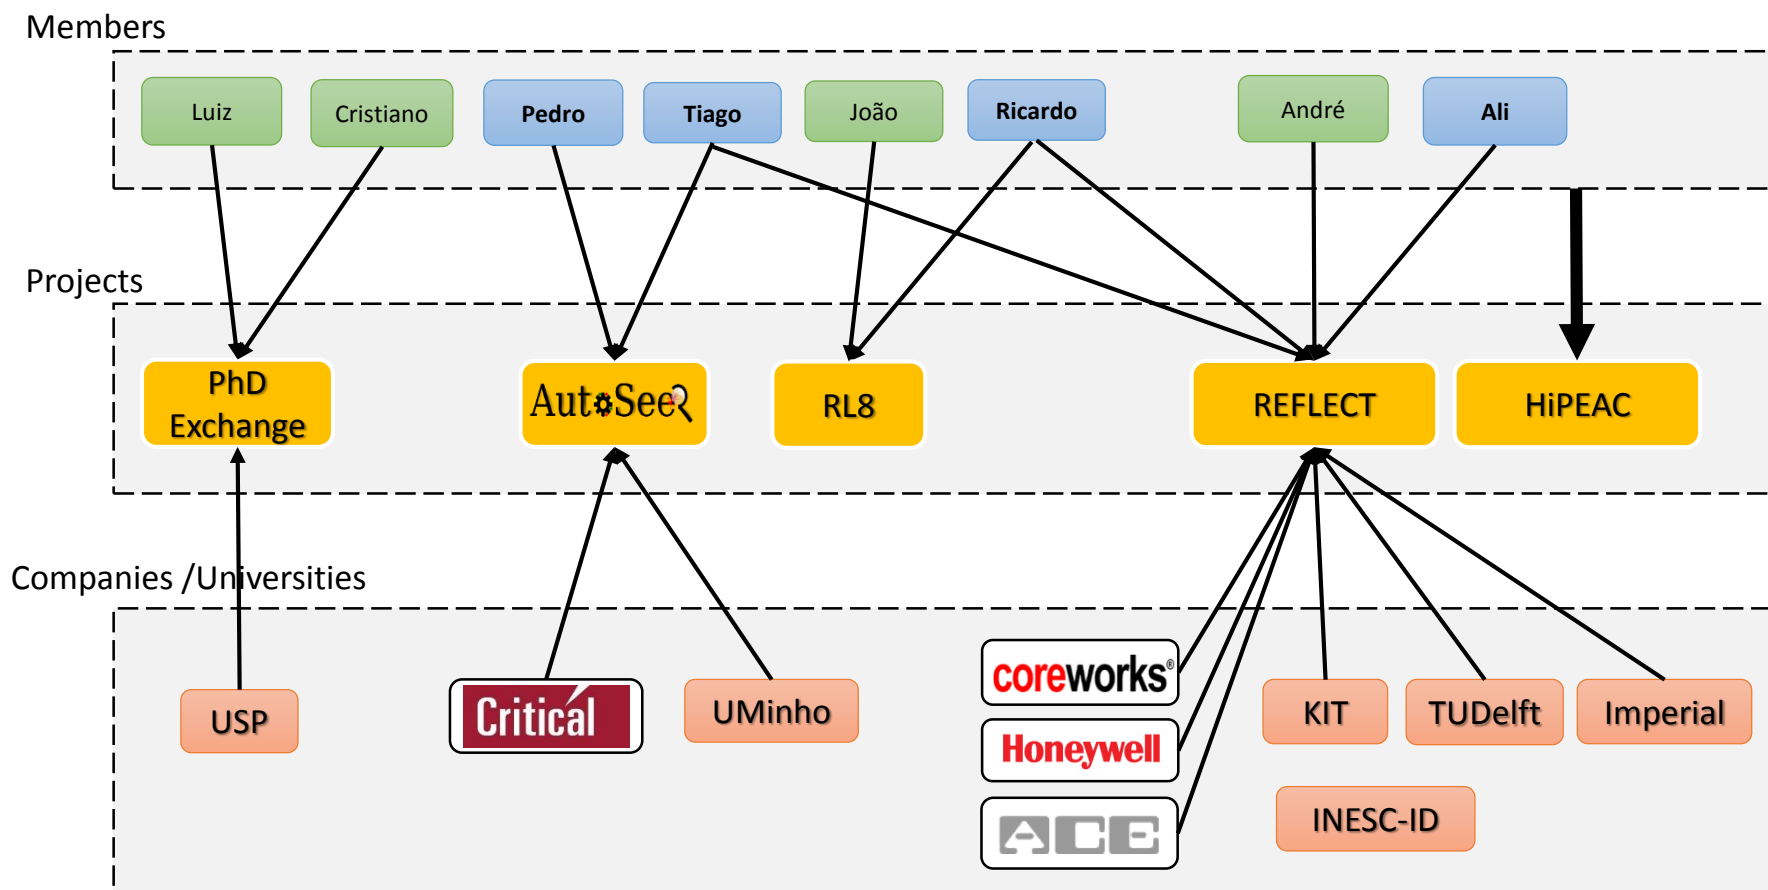 Members
Luiz
Cristiano
Pedro
Tiago
João
Ricardo
André
Ali
Projects
PhD
Exchange
AutoSeer
RL8
REFLECT
HiPEAC
Companies /Universities
USP
Critical
UMinho
coreworks®
Honeywell
ACE
KIT
TUDelft
Imperial
INESC-ID